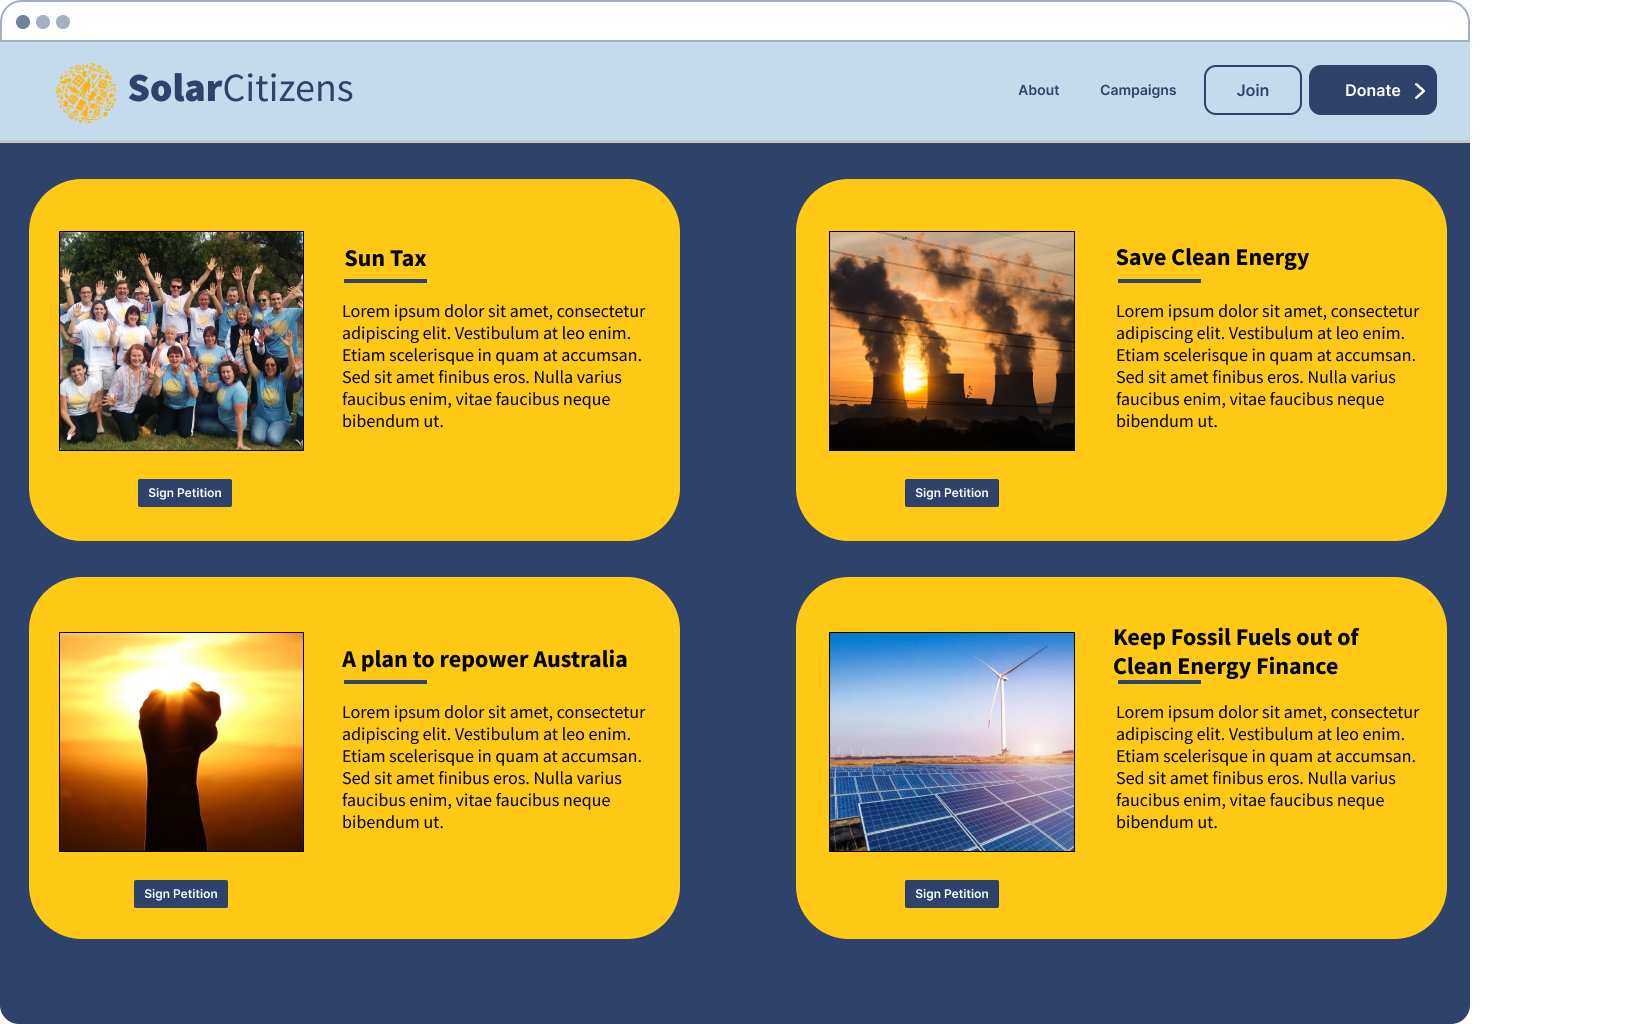 SolarCitizens
About
Campaigns
Join
Donate
Sun Tax
Lorem ipsum dolor sit amet, consectetur
adipiscing elit. Vestibulum at leo enim.
Etiam scelerisque in quam at accumsan.
Sed sit amet finibus eros. Nulla varius
faucibus enim, vitae faucibus neque
bibendum ut.
Sign Petition
Save Clean Energy
Lorem ipsum dolor sit amet, consectetur
adipiscing elit. Vestibulum at leo enim.
Etiam scelerisque in quam at accumsan.
Sed sit amet finibus eros. Nulla varius
faucibus enim, vitae faucibus neque
bibendum ut.
Sign Petition
A plan to repower Australia
Lorem ipsum dolor sit amet, consectetur
adipiscing elit. Vestibulum at leo enim.
Etiam scelerisque in quam at accumsan.
Sed sit amet finibus eros. Nulla varius
faucibus enim, vitae faucibus neque
bibendum ut.
Sign Petition
Keep Fossil Fuels out of
Clean Energy Finance
Lorem ipsum dolor sit amet, consectetur
adipiscing elit. Vestibulum at leo enim.
Etiam scelerisque in quam at accumsan.
Sed sit amet finibus eros. Nulla varius
faucibus enim, vitae faucibus neque
bibendum ut.
Sign Petition